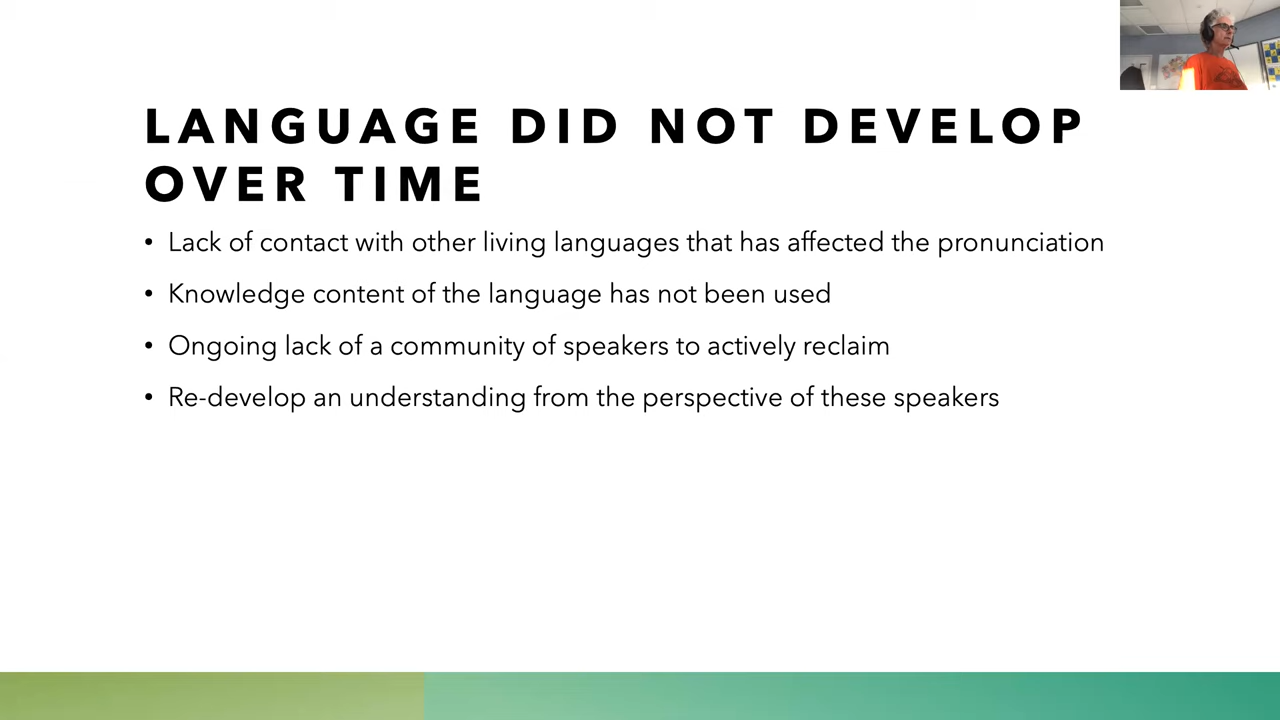 LANGUAGE DID NOT DEVELOP
OVER TIME
• Lack of contact with other living languages that has affected the pronunciation
• Knowledge content of the language has not been used
• Ongoing lack of a community of speakers to actively reclaim
• Re-develop an understanding from the perspective of these speakers